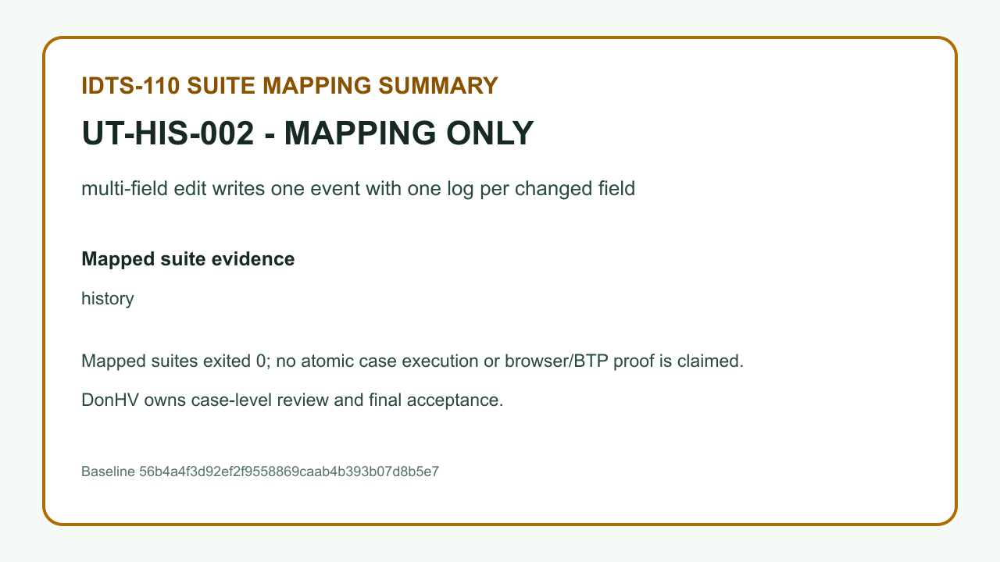 IDTS-110 SUITE MAPPING SUMMARY
UT-HIS-002 - MAPPING ONLY
multi-field edit writes one event with one log per changed field
Mapped suite evidence
history
Mapped suites exited 0; no atomic case execution or browser/BTP proof is claimed.
DonHV owns case-level review and final acceptance.
Baseline 56b4a4f3d92ef2f9558869caab4b393b07d8b5e7